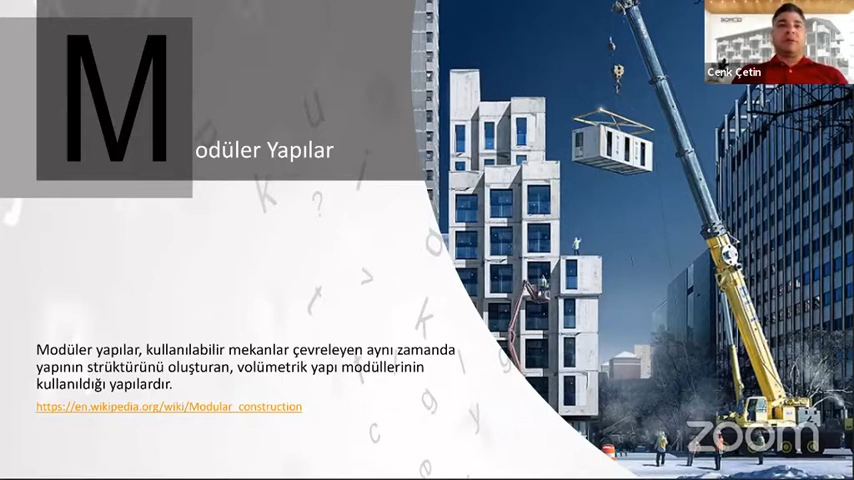 Modüler Yapılar
Modüler yapılar, kullanılabilir mekanlar çevreleyen aynı zamanda
yapının strüktürünü oluşturan, volümetrik yapı modüllerinin
kullanıldığı yapılardır.
https://en.wikipedia.org/wiki/Modular_construction
Cenk Çetin
zoom